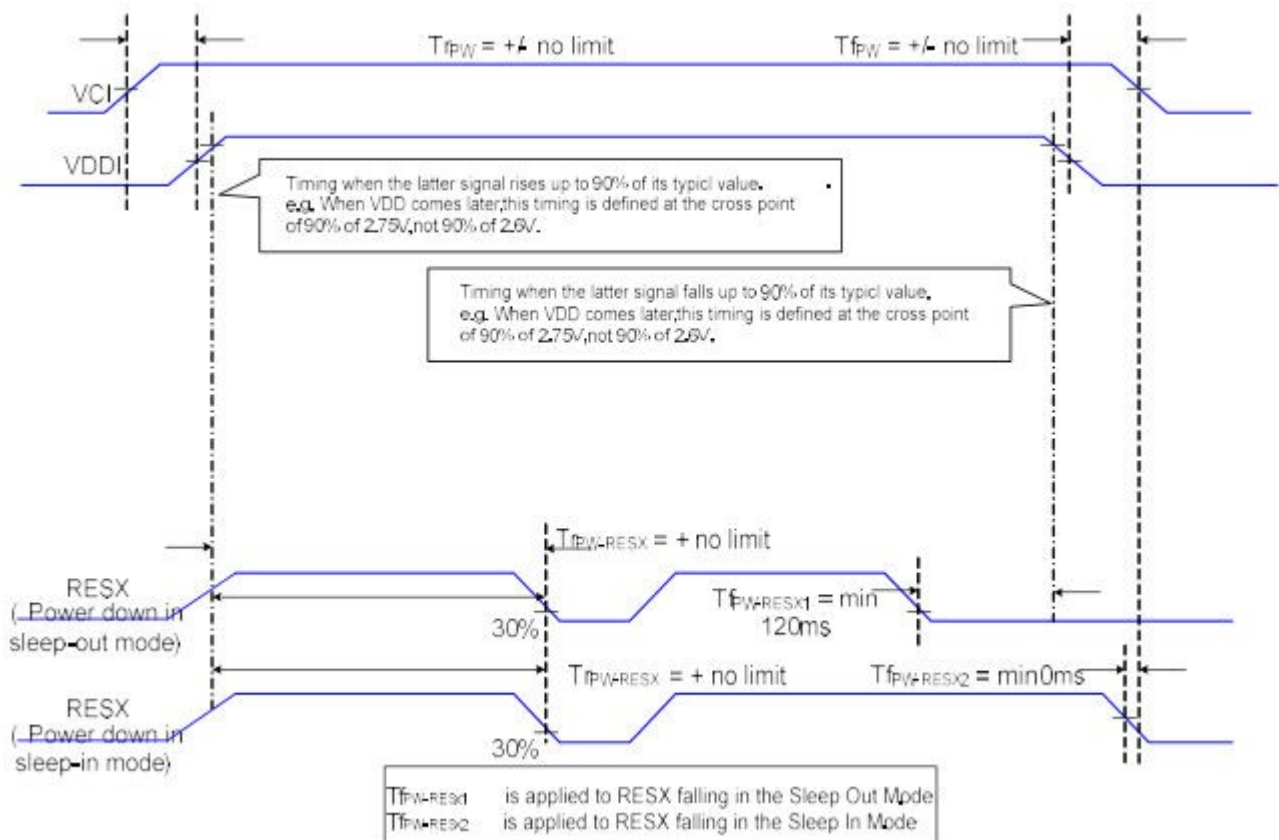 TrPW = +/- no limit
TfPW = +/- no limit
VCI
VDDI
Timing when the latter signal rises up to 90% of its typicl value.
e.g. When VDD comes later,this timing is defined at the cross point
of 90% of 2.75V,not 90% of 2.6V.
Timing when the latter signal falls up to 90% of its typicl value.
e.g. When VDD comes later,this timing is defined at the cross point
of 90% of 2.75V,not 90% of 2.6V.
TrPW-RESX = + no limit
RESX
( Power down in
sleep-out mode)
30%
TfPW-RESX1 = min
120ms
TrPW-RESX = + no limit
TfPW-RESX2 = min0ms
RESX
( Power down in
sleep-in mode)
30%
TfPW-RESX1 is applied to RESX falling in the Sleep Out Mode
TfPW-RESX2 is applied to RESX falling in the Sleep In Mode